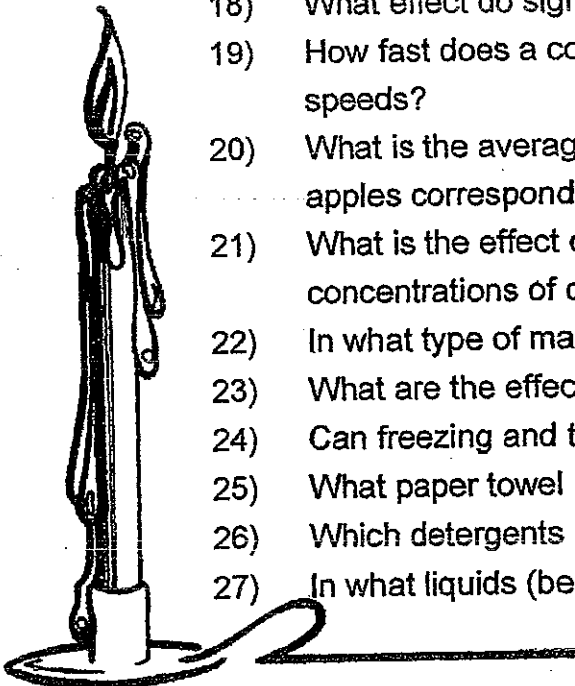 18) What effect do sig
19) How fast does a co
speeds?
20) What is the averag
apples correspond
21) What is the effect
concentrations of
22) In what type of ma
23) What are the effec
24) Can freezing and t
25) What paper towel
26) Which detergents
27) In what liquids (be